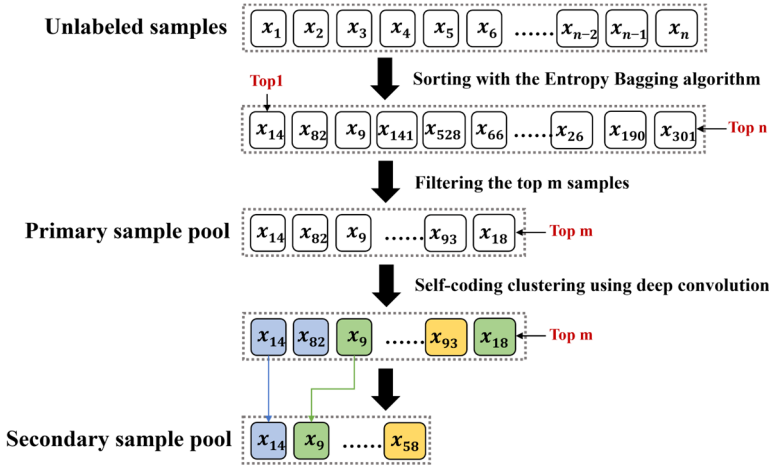 Unlabeled samples x₁ x₂ x₃ x₄ x₅ x₆ ...... xₙ₋₂ xₙ₋₁ xₙ
Sorting with the Entropy Bagging algorithm
Top1
x₁₄ x₈₂ x₉ x₁₄₁ x₅₂₈ x₆₆ ...... x₂₆ x₁₉₀ x₃₀₁ Top n
Filtering the top m samples
Primary sample pool x₁₄ x₈₂ x₉ ...... x₉₃ x₁₈ Top m
Self-coding clustering using deep convolution
x₁₄ x₈₂ x₉ ...... x₉₃ x₁₈ Top m
Secondary sample pool x₁₄ x₉ ...... x₅₈